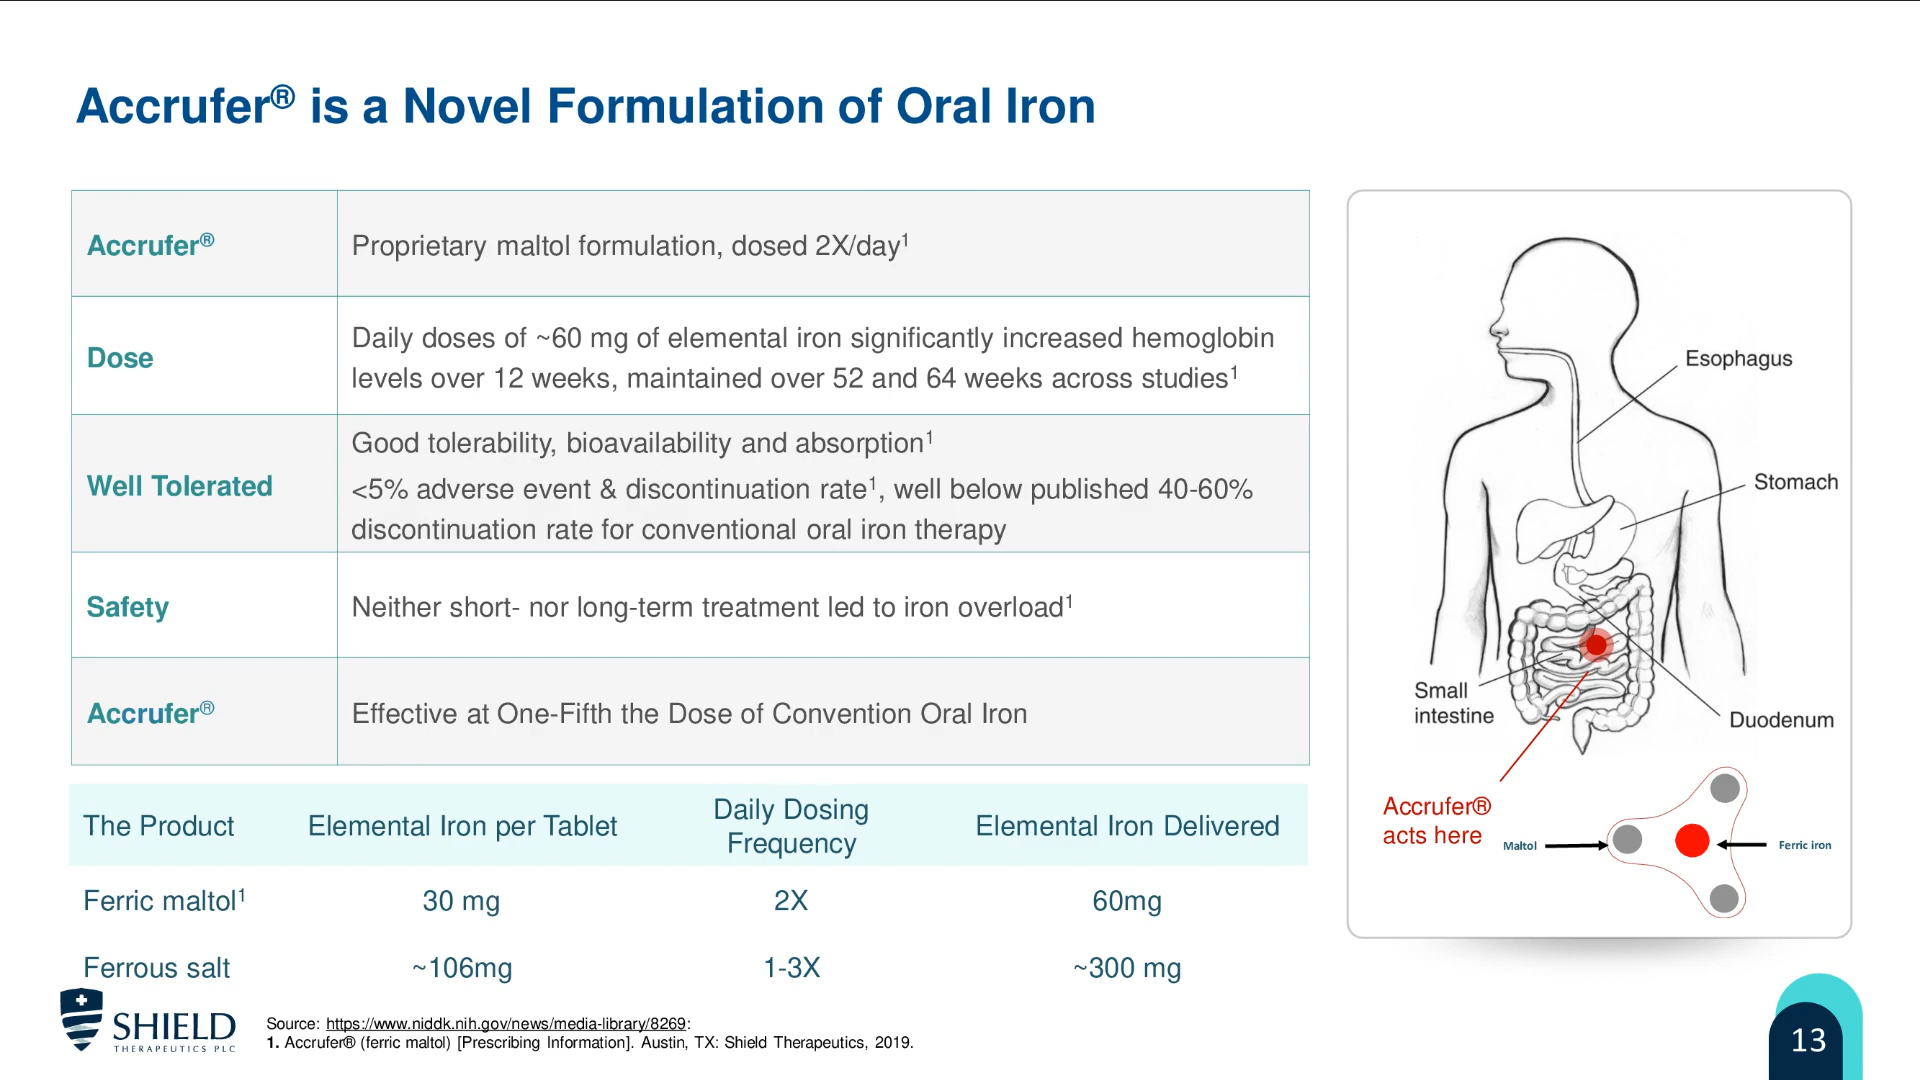 Accrufer® is a Novel Formulation of Oral Iron
Accrufer®
Proprietary maltol formulation, dosed 2X/day1
Dose
Daily doses of ~60 mg of elemental iron significantly increased hemoglobin
levels over 12 weeks, maintained over 52 and 64 weeks across studies1
Well Tolerated
Good tolerability, bioavailability and absorption1
<5% adverse event & discontinuation rate1, well below published 40-60%
discontinuation rate for conventional oral iron therapy
Safety
Neither short- nor long-term treatment led to iron overload1
Accrufer®
Effective at One-Fifth the Dose of Convention Oral Iron
The Product
Elemental Iron per Tablet
Daily Dosing
Frequency
Elemental Iron Delivered
Ferric maltol1
30 mg
2X
60mg
Ferrous salt
~106mg
1-3X
~300 mg
Esophagus
Stomach
Small
intestine
Duodenum
Accrufer®
acts here
Maltol
Ferric iron
SHIELD
THERAPEUTICS PLC
Source: https://www.niddk.nih.gov/news/media-library/8269:
1. Accrufer® (ferric maltol) [Prescribing Information]. Austin, TX: Shield Therapeutics, 2019.
13